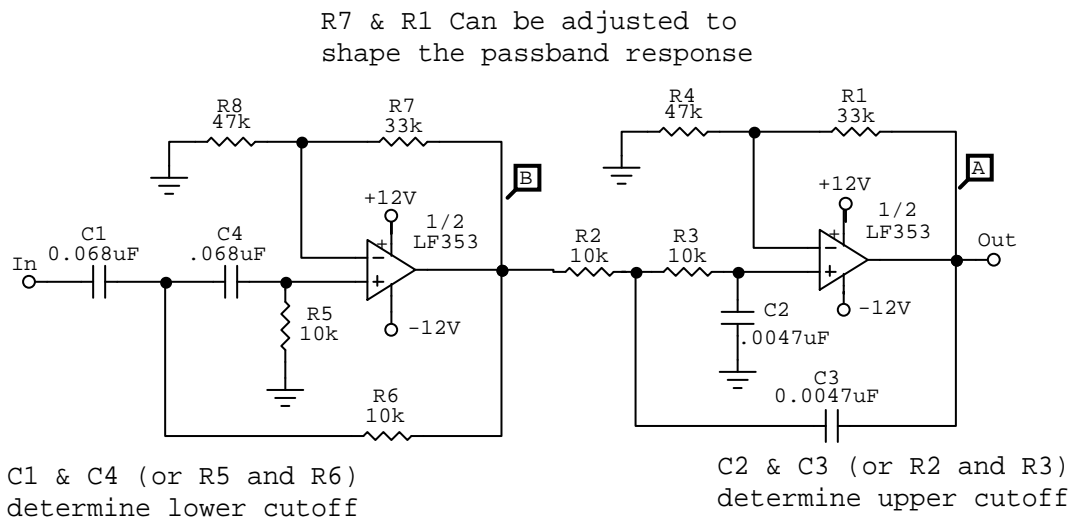 R7 & R1 Can be adjusted to
shape the passband response
R8
47k
R7
33k
R4
47k
R1
33k
B
A
+12V
1/2
LF353
+12V
1/2
LF353
C1
0.068uF
C4
.068uF
R2
10k
R3
10k
Out
In
R5
10k
-12V
C2
.0047uF
-12V
R6
10k
C3
0.0047uF
C1 & C4 (or R5 and R6)
determine lower cutoff
C2 & C3 (or R2 and R3)
determine upper cutoff